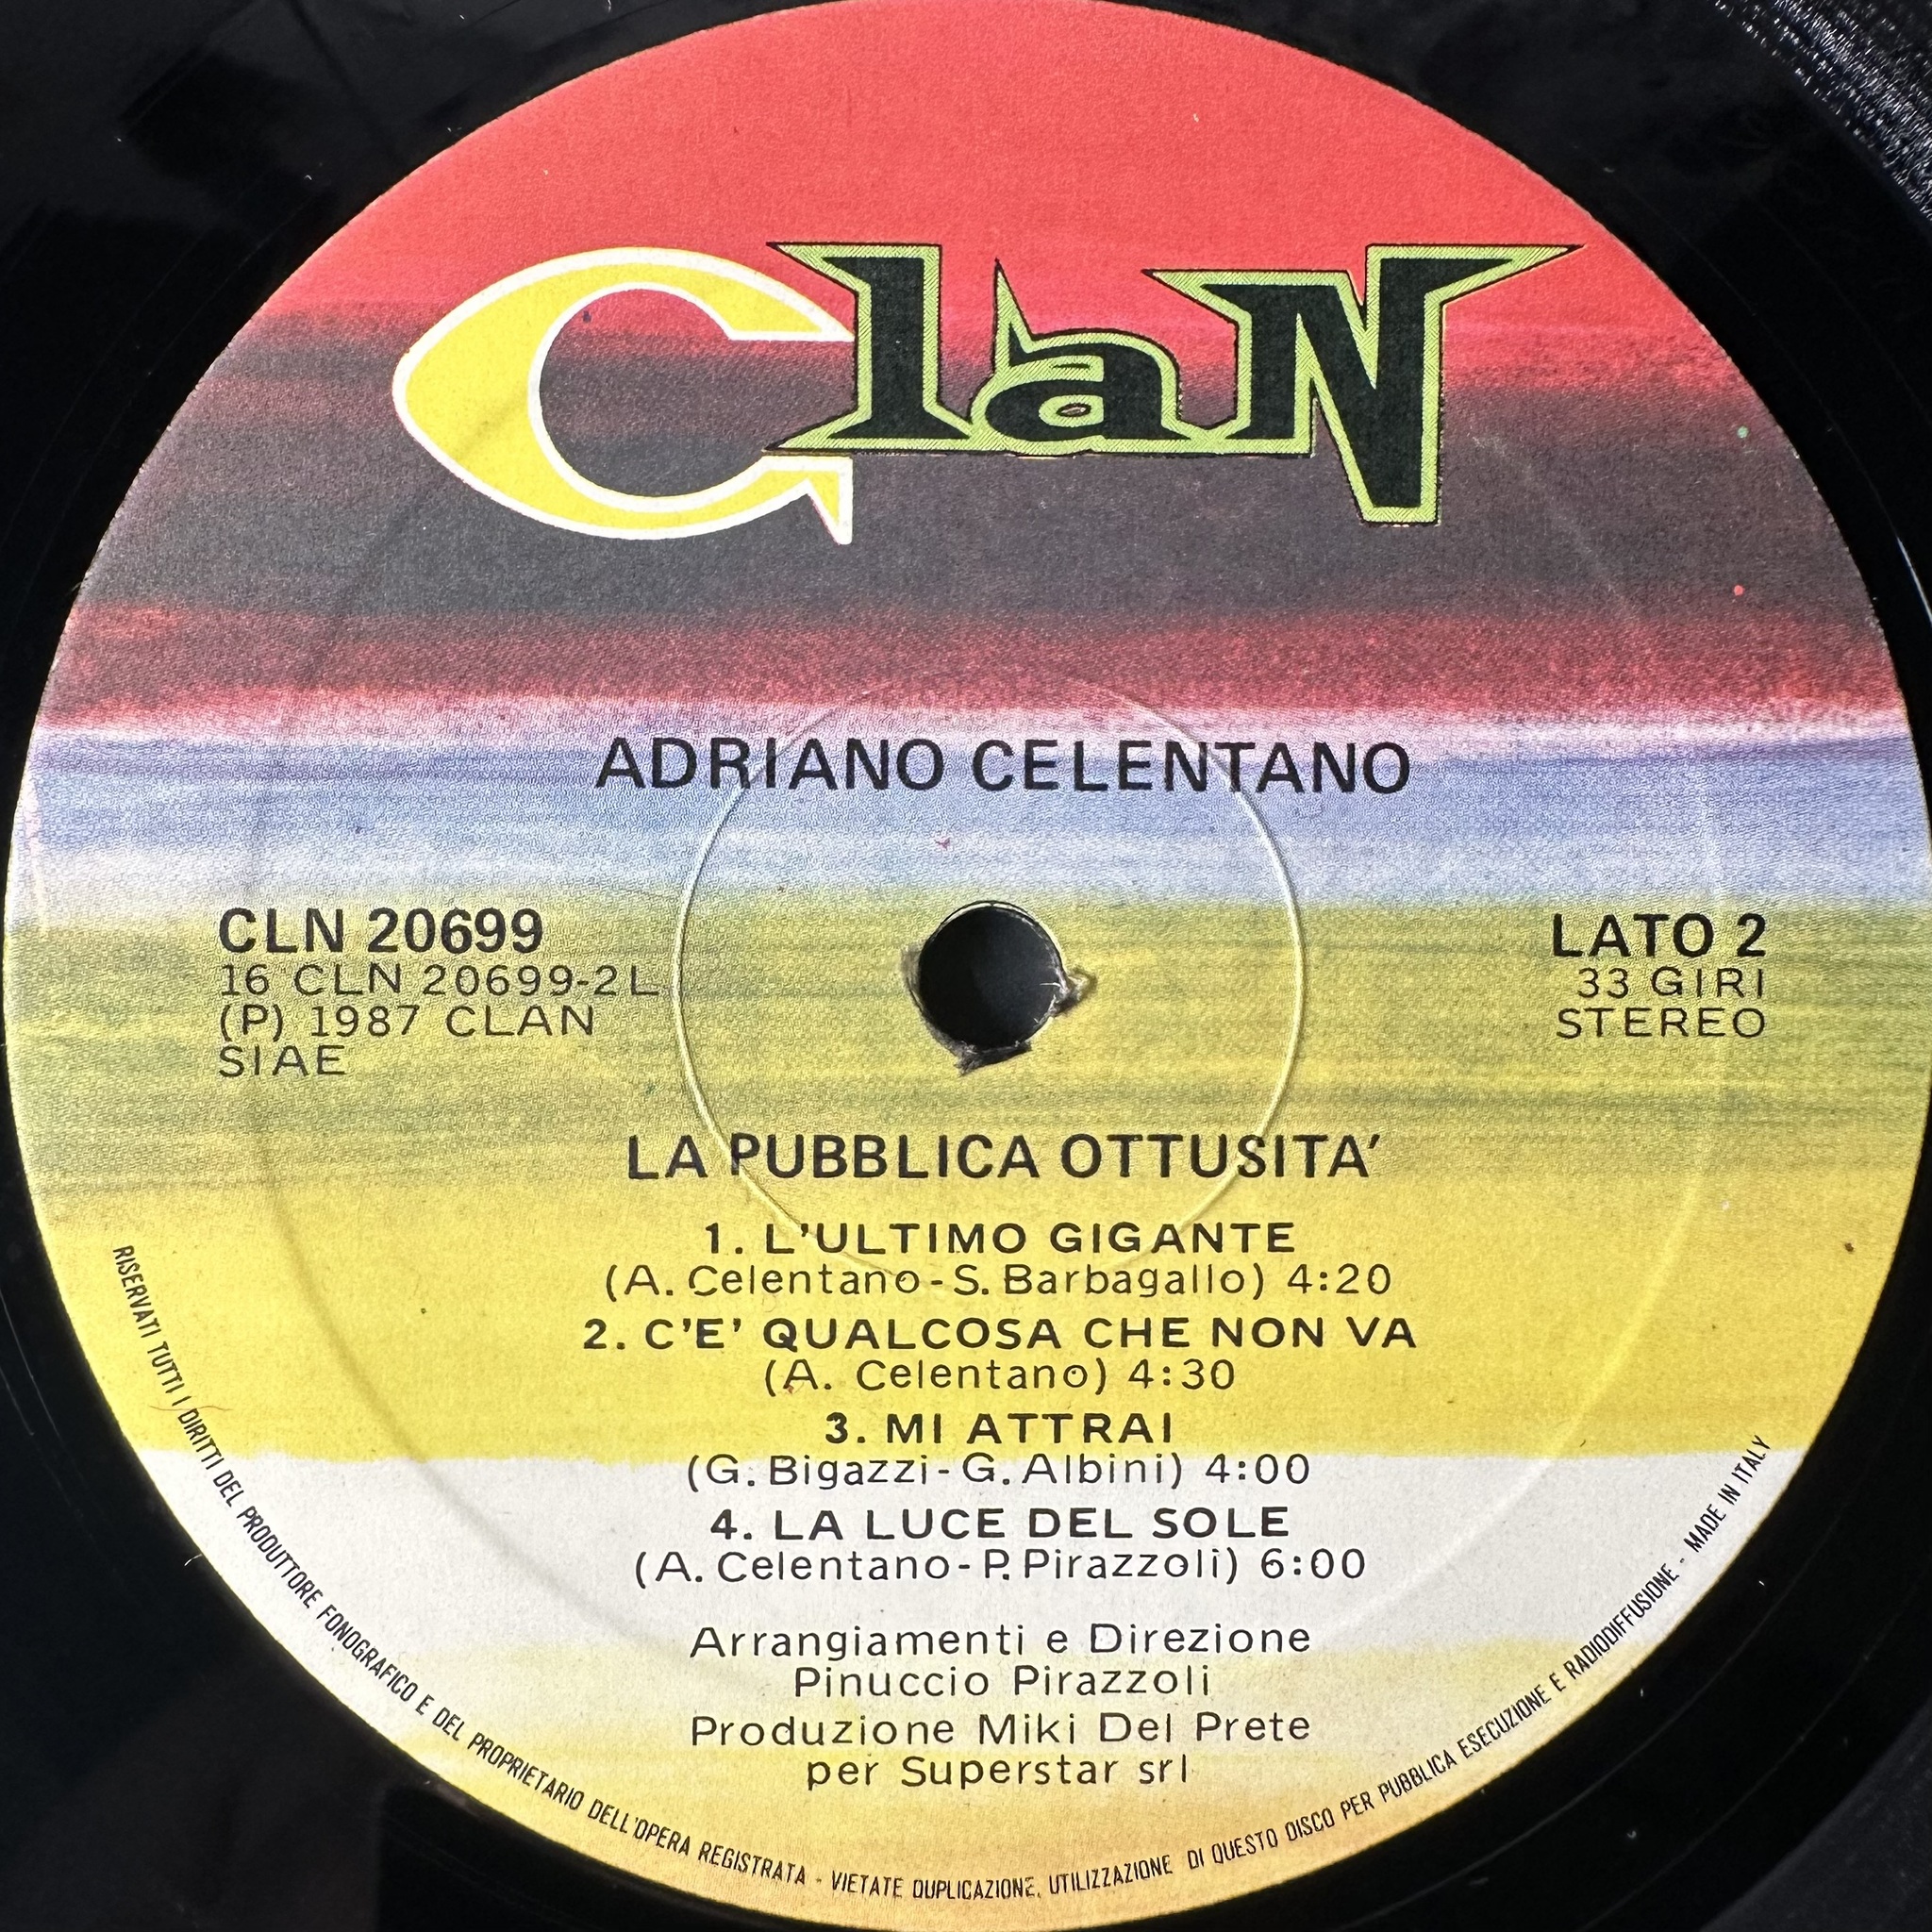 ClaN
ADRIANO CELENTANO
CLN 20699
16 CLN 20699-2L
(P) 1987 CLAN
SIAE
LATO 2
33 GIRI
STEREO
LA PUBBLICA OTTUSITA'
1. L'ULTIMO GIGANTE
(A. Celentano-S. Barbagallo) 4:20
2. C'E' QUALCOSA CHE NON VA
(A. Celentano) 4:30
3. MI ATTRAI
(G. Bigazzi-G. Albini) 4:00
4. LA LUCE DEL SOLE
(A. Celentano-P. Pirazzoli) 6:00
Arrangiamenti e Direzione
Pinuccio Pirazzoli
Produzione Miki Del Prete
per Superstar srl
RISERVATI TUTTI I DIRITTI DEL PRODUTTORE FONOGRAFICO E DEL PROPRIETARIO DELL'OPERA REGISTRATA - VIETATE DUPLICAZIONE, UTILIZZAZIONE DI QUESTO DISCO PER PUBBLICA ESECUZIONE E RADIODIFFUSIONE - MADE IN ITALY